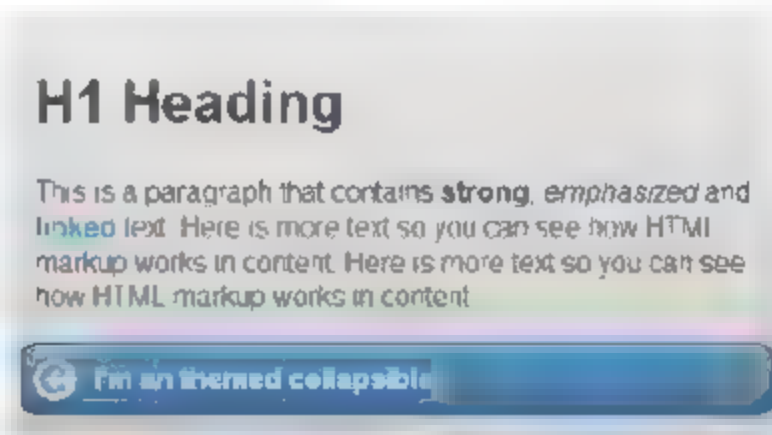 H1 Heading
This is a paragraph that contains strong, emphasized and
linked text. Here is more text so you can see how HTML
markup works in content. Here is more text so you can see
how HTML markup works in content.
I'm an themed collapsible